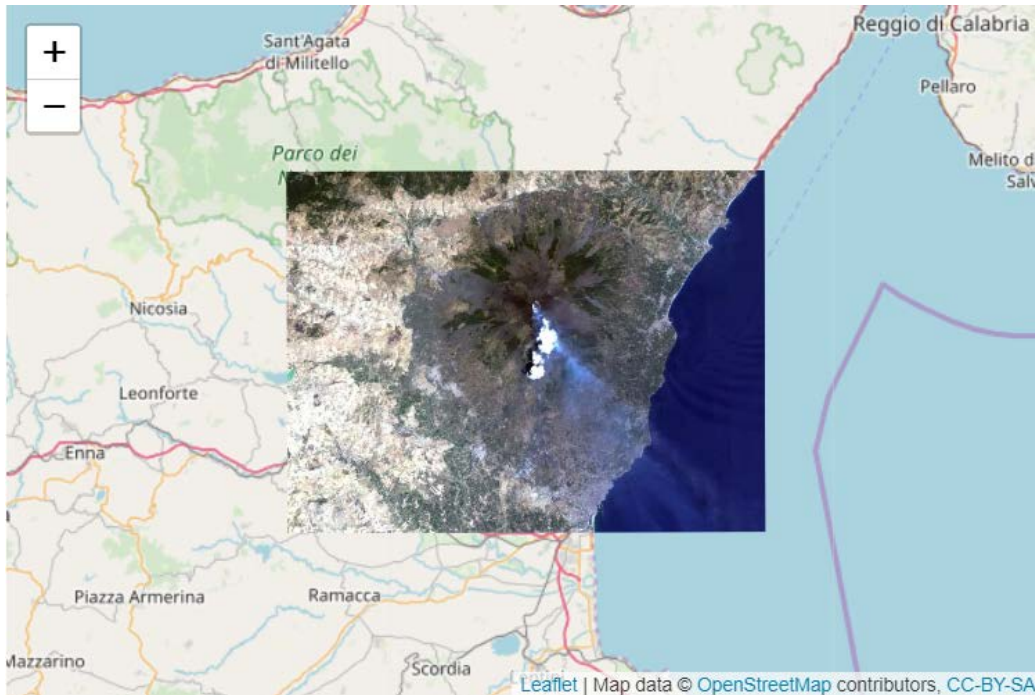 +
−
Sant'Agata
di Militello
Reggio di Calabria
Pellaro
Parco dei
Melito d
Salv
Nicosia
Leonforte
Enna
Piazza Armerina
Ramacca
Mazzarino
Scordia
Lentini
Leaflet | Map data © OpenStreetMap contributors, CC-BY-SA